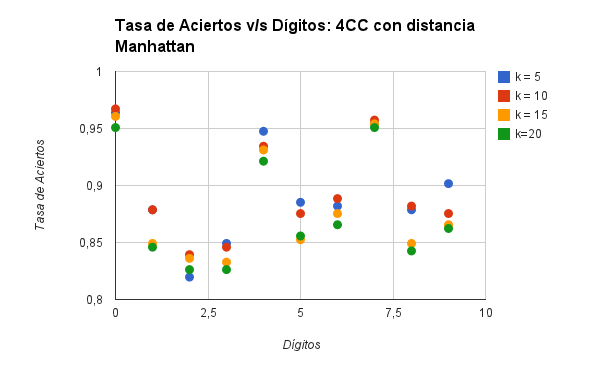 Tasa de Aciertos v/s Dígitos: 4CC con distancia
Manhattan
1
0,95
0,9
0,85
0,8
Tasa de Aciertos
0
2,5
5
7,5
10
Dígitos
k = 5
k = 10
k = 15
k=20